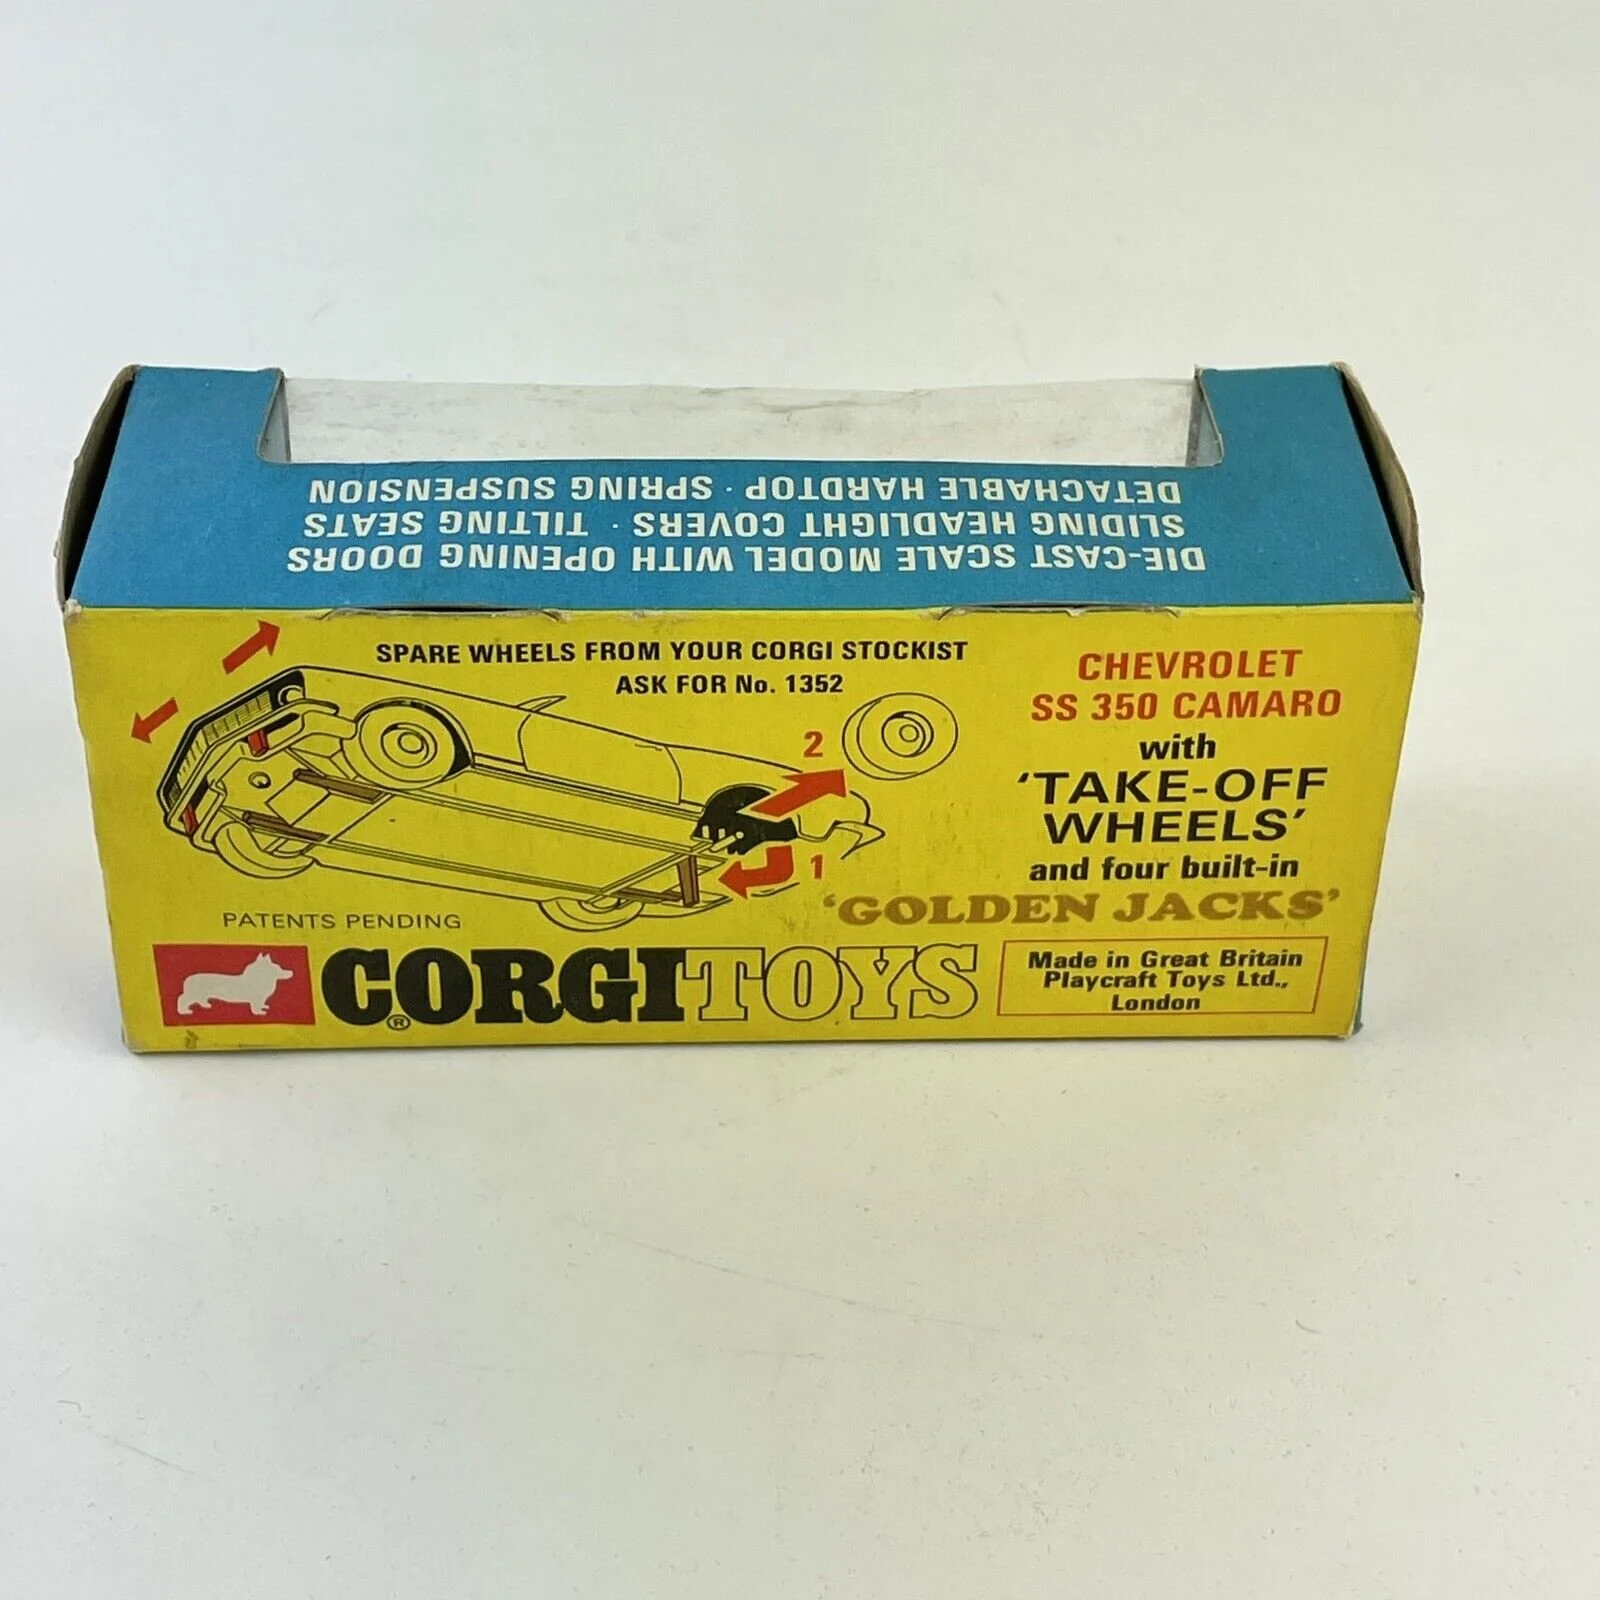 DIE-CAST SCALE MODEL WITH OPENING DOORS
SLIDING HEADLIGHT COVERS · TILTING SEATS
DETACHABLE HARDTOP · SPRING SUSPENSION
SPARE WHEELS FROM YOUR CORGI STOCKIST
ASK FOR No. 1352
2
1
CHEVROLET
SS 350 CAMARO
with
'TAKE-OFF
WHEELS'
and four built-in
'GOLDEN JACKS'
PATENTS PENDING
CORGI TOYS
®
Made in Great Britain
Playcraft Toys Ltd.,
London